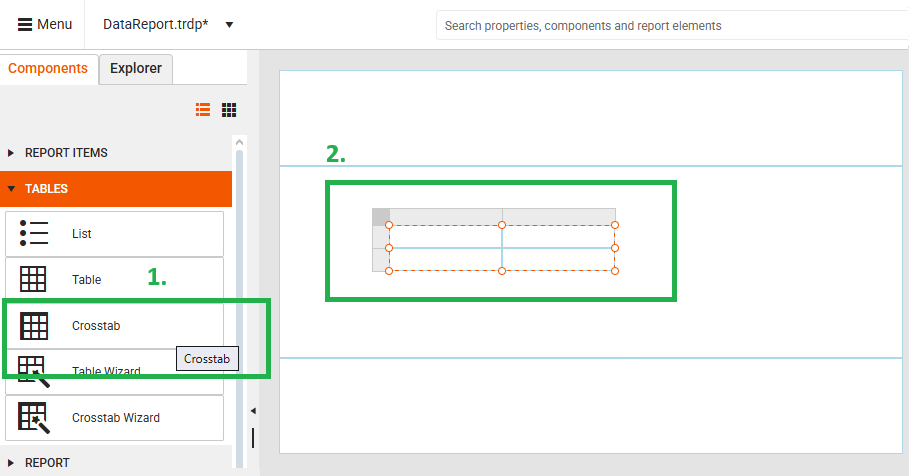 Menu
DataReport.trdp*
Search properties, components and report elements
Components
Explorer
REPORT ITEMS
2.
TABLES
List
Table
1.
Crosstab
Crosstab
Table Wizard
Crosstab Wizard
REPORT